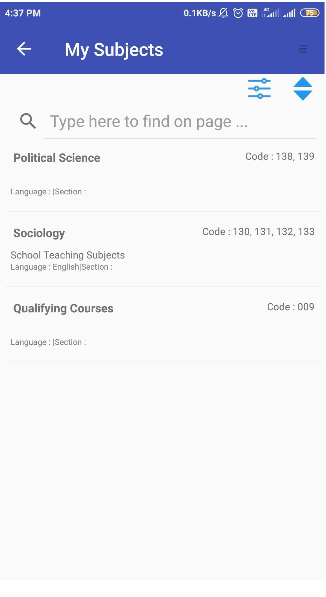 4:37 PM 0.1KB/s 75
My Subjects
Type here to find on page ...
Political Science Code : 138, 139
Language : |Section :
Sociology Code : 130, 131, 132, 133
School Teaching Subjects
Language : English|Section :
Qualifying Courses Code : 009
Language : |Section :